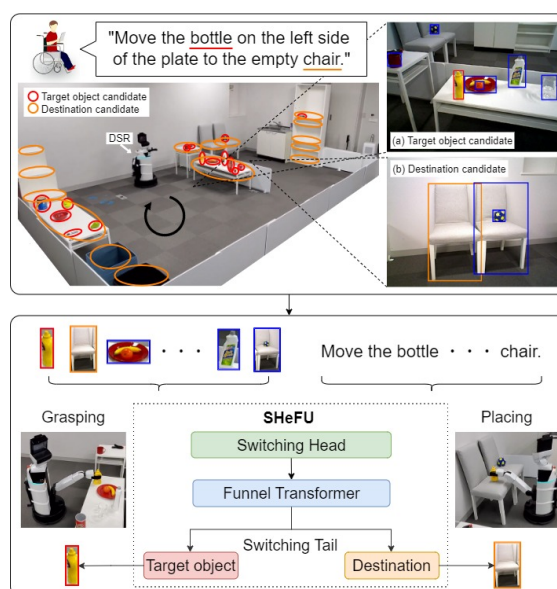 "Move the bottle on the left side
of the plate to the empty chair."
Target object candidate
Destination candidate
DSR
(a) Target object candidate
(b) Destination candidate
Move the bottle · · · chair.
Grasping
SHeFU
Placing
Switching Head
Funnel Transformer
Switching Tail
Target object
Destination